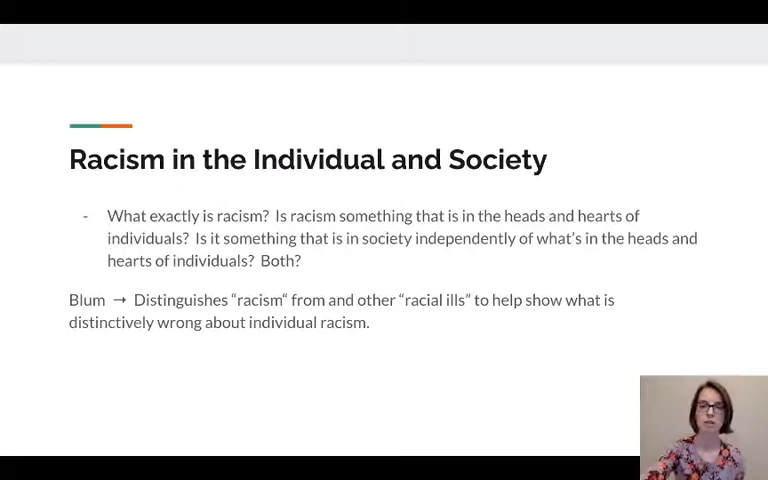 Racism in the Individual and Society
- What exactly is racism? Is racism something that is in the heads and hearts of
individuals? Is it something that is in society independently of what's in the heads and
hearts of individuals? Both?
Blum → Distinguishes “racism“ from and other “racial ills” to help show what is
distinctively wrong about individual racism.